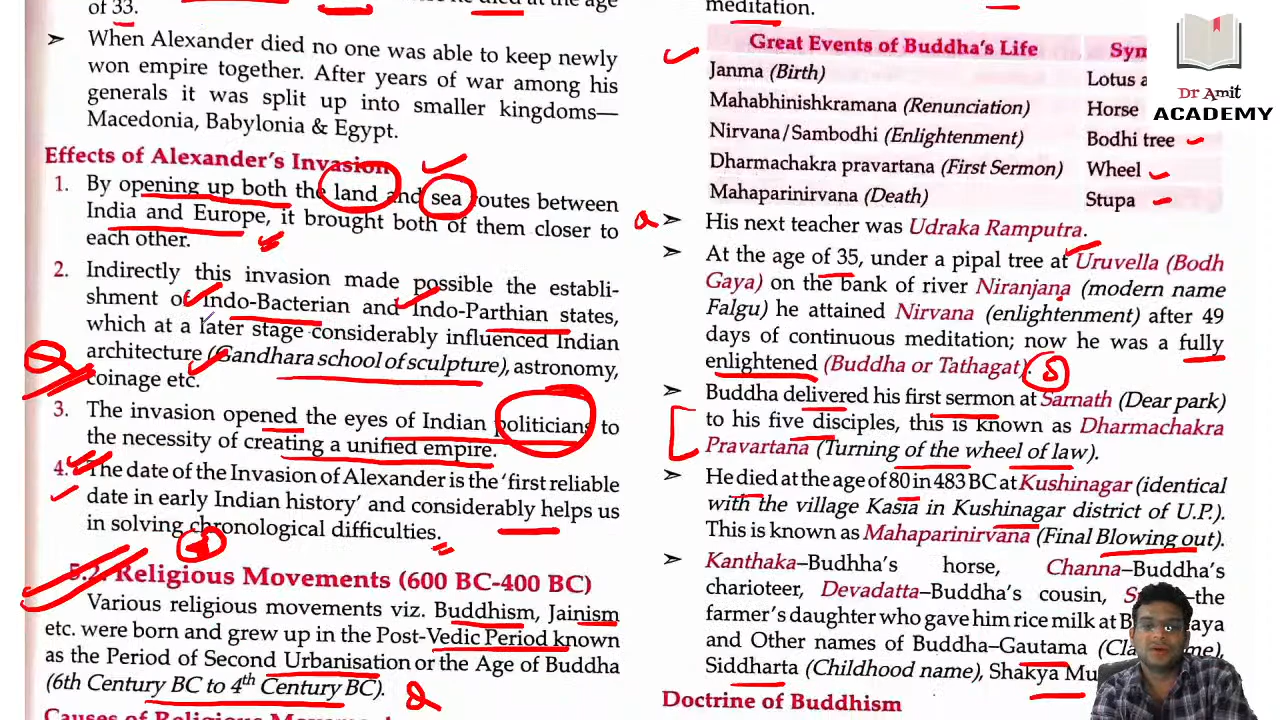 of 33.
➤ When Alexander died no one was able to keep newly
won empire together. After years of war among his
generals it was split up into smaller kingdoms—
Macedonia, Babylonia & Egypt.
Effects of Alexander's Invasion
1. By opening up both the land and sea routes between
India and Europe, it brought both of them closer to
each other.
2. Indirectly this invasion made possible the establi-
shment of Indo-Bacterian and Indo-Parthian states,
which at a later stage considerably influenced Indian
architecture (Gandhara school of sculpture), astronomy,
coinage etc.
3. The invasion opened the eyes of Indian politicians to
the necessity of creating a unified empire.
4. The date of the Invasion of Alexander is the 'first reliable
date in early Indian history' and considerably helps us
in solving chronological difficulties.
5.2. Religious Movements (600 BC-400 BC)
Various religious movements viz. Buddhism, Jainism
etc. were born and grew up in the Post-Vedic Period known
as the Period of Second Urbanisation or the Age of Buddha
(6th Century BC to 4th Century BC).
meditation.
Great Events of Buddha's Life Sym
Janma (Birth) Lotus a
Mahabhinishkramana (Renunciation) Horse
Nirvana/Sambodhi (Enlightenment) Bodhi tree
Dharmachakra pravartana (First Sermon) Wheel
Mahaparinirvana (Death) Stupa
➤ His next teacher was Udraka Ramputra.
➤ At the age of 35, under a pipal tree at Uruvella (Bodh
Gaya) on the bank of river Niranjana (modern name
Falgu) he attained Nirvana (enlightenment) after 49
days of continuous meditation; now he was a fully
enlightened (Buddha or Tathagat).
➤ Buddha delivered his first sermon at Sarnath (Dear park)
to his five disciples, this is known as Dharmachakra
Pravartana (Turning of the wheel of law).
➤ He died at the age of 80 in 483 BC at Kushinagar (identical
with the village Kasia in Kushinagar district of U.P.).
This is known as Mahaparinirvana (Final Blowing out).
➤ Kanthaka–Budhha's horse, Channa–Buddha's
charioteer, Devadatta–Buddha's cousin, –the
farmer's daughter who gave him rice milk at
and Other names of Buddha–Gautama
Siddharta (Childhood name), Shakya
Doctrine of Buddhism
Dr Amit
ACADEMY